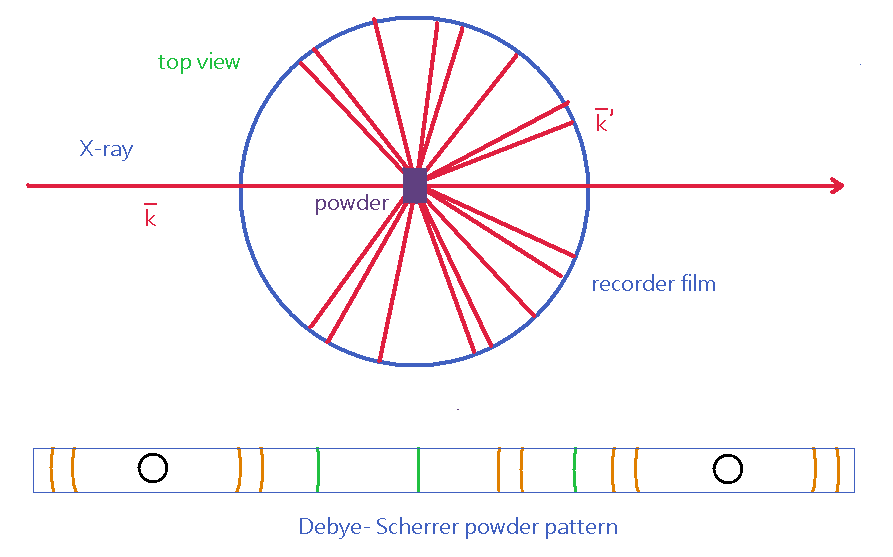 top view
k̅'
X-ray
powder
k̅
recorder film
Debye- Scherrer powder pattern